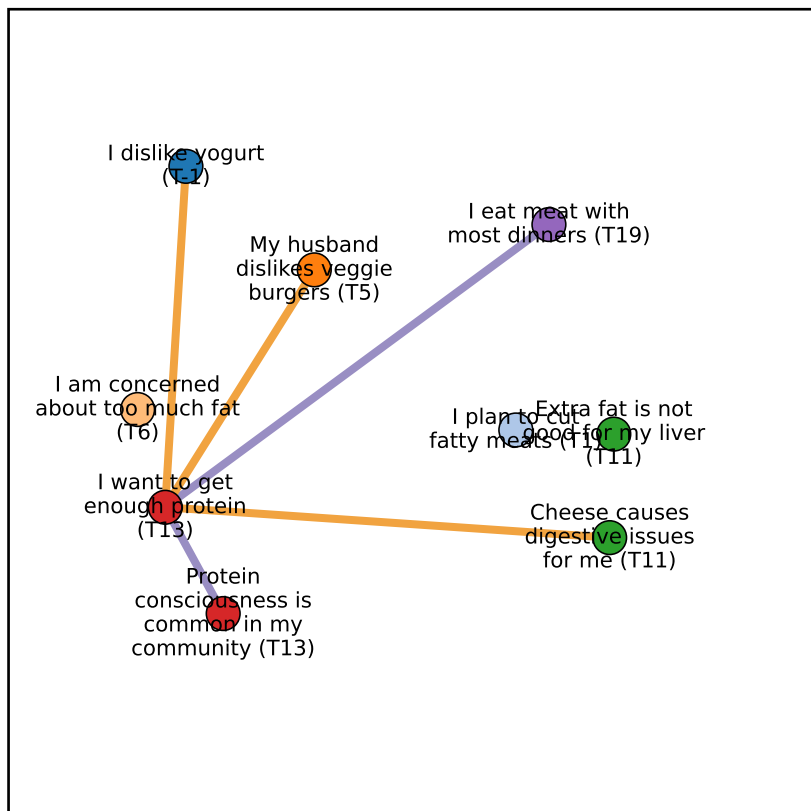 I dislike yogurt
(T-1)
I eat meat with
most dinners (T19)
My husband
dislikes veggie
burgers (T5)
I am concerned
about too much fat
(T6)
I plan to cut
fatty meats (T1)
Extra fat is not
good for my liver
(T11)
I want to get
enough protein
(T13)
Cheese causes
digestive issues
for me (T11)
Protein
consciousness is
common in my
community (T13)